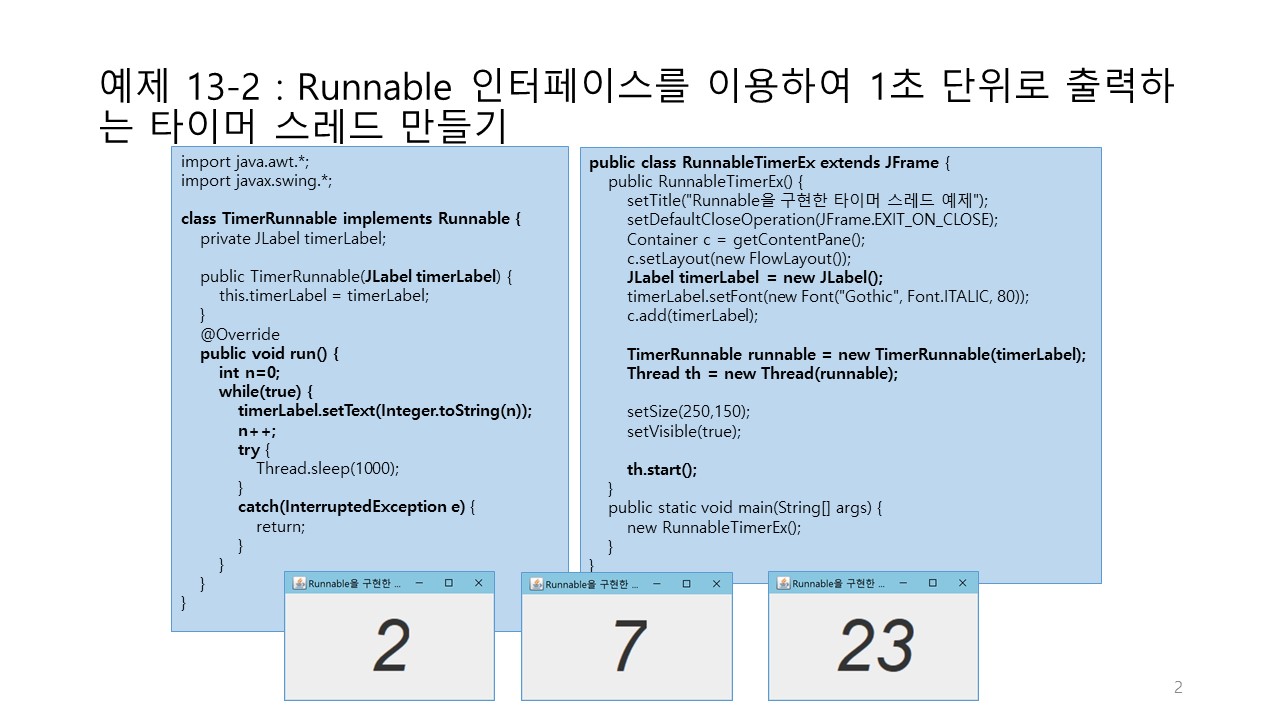 예제 13-2 : Runnable 인터페이스를 이용하여 1초 단위로 출력하
는 타이머 스레드 만들기
import java.awt.*;
import javax.swing.*;
class TimerRunnable implements Runnable {
private JLabel timerLabel;
public TimerRunnable(JLabel timerLabel) {
this.timerLabel = timerLabel;
}
@Override
public void run() {
int n=0;
while(true) {
timerLabel.setText(Integer.toString(n));
n++;
try {
Thread.sleep(1000);
}
catch(InterruptedException e) {
return;
}
}
}
}
public class RunnableTimerEx extends JFrame {
public RunnableTimerEx() {
setTitle("Runnable을 구현한 타이머 스레드 예제");
setDefaultCloseOperation(JFrame.EXIT_ON_CLOSE);
Container c = getContentPane();
c.setLayout(new FlowLayout());
JLabel timerLabel = new JLabel();
timerLabel.setFont(new Font("Gothic", Font.ITALIC, 80));
c.add(timerLabel);
TimerRunnable runnable = new TimerRunnable(timerLabel);
Thread th = new Thread(runnable);
setSize(250,150);
setVisible(true);
th.start();
}
public static void main(String[] args) {
new RunnableTimerEx();
}
}
Runnable을 구현한 ...
2
Runnable을 구현한 ...
7
Runnable을 구현한 ...
23
2